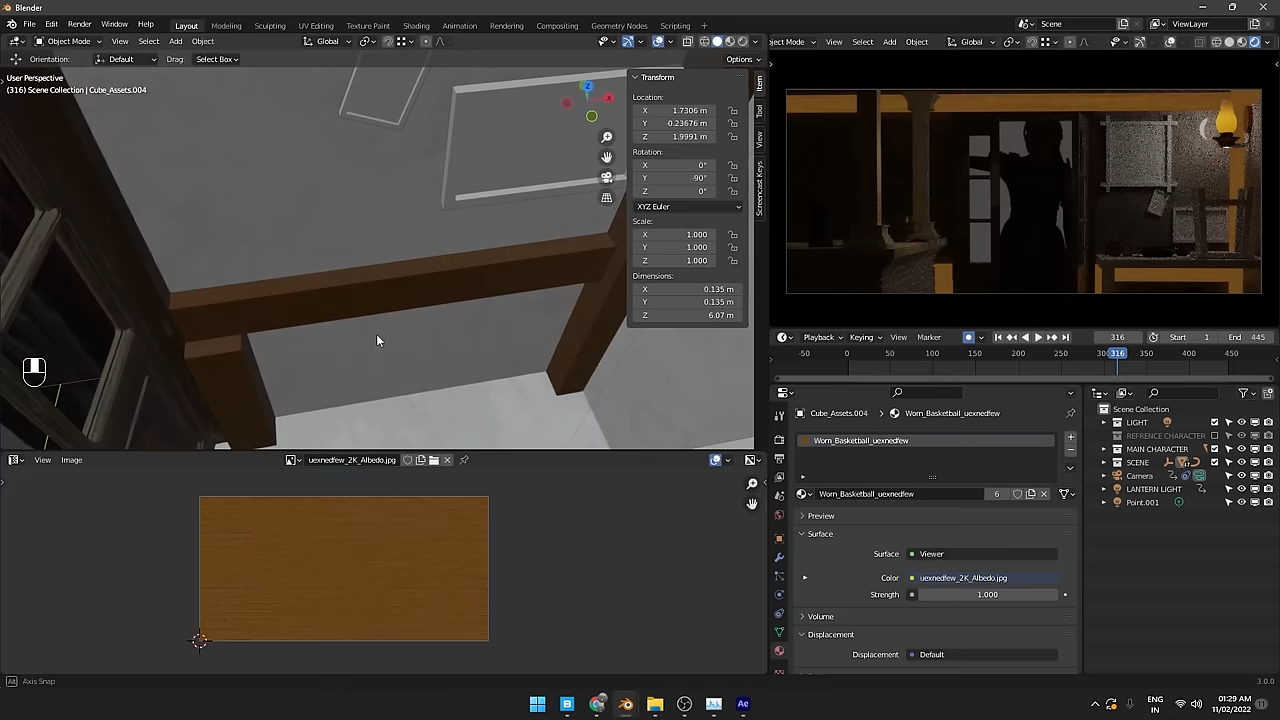 Blender
File Edit Render Window Help Layout Modeling Sculpting UV Editing Texture Paint Shading Animation Rendering Compositing Geometry Nodes Scripting + Scene ViewLayer
Object Mode View Select Add Object Global ject Mode View Select Add Object Global
Orientation: Default Drag: Select Box Options
User Perspective
(316) Scene Collection | Cube_Assets.004
Transform
Location:
X 1.7306 m
Y -0.23676 m
Z 1.9991 m
Rotation:
X 0°
Y -90°
Z 0°
XYZ Euler
Scale:
X 1.000
Y 1.000
Z 1.000
Dimensions:
X 0.135 m
Y 0.135 m
Z 6.07 m
Item
Tool
View
Screencast Keys
Z
X
Playback Keying View Marker 316 Start 1 End 445
-50 0 50 100 150 200 250 300 316 350 400 450
Cube_Assets.004 Worn_Basketball_uexnedfew
Worn_Basketball_uexnedfew
Worn_Basketball_uexnedfew 6
Preview
Surface
Surface Viewer
Color uexnedfew_2K_Albedo.jpg
Strength 1.000
Volume
Displacement
Displacement Default
Scene Collection
LIGHT
REFRENCE CHARACTER
MAIN CHARACTER
SCENE
Camera
LANTERN LIGHT
Point.001
View Image uexnedfew_2K_Albedo.jpg
Alt Axis Snap 3.0.0
ENG
IN
01:29 AM
11/02/2022